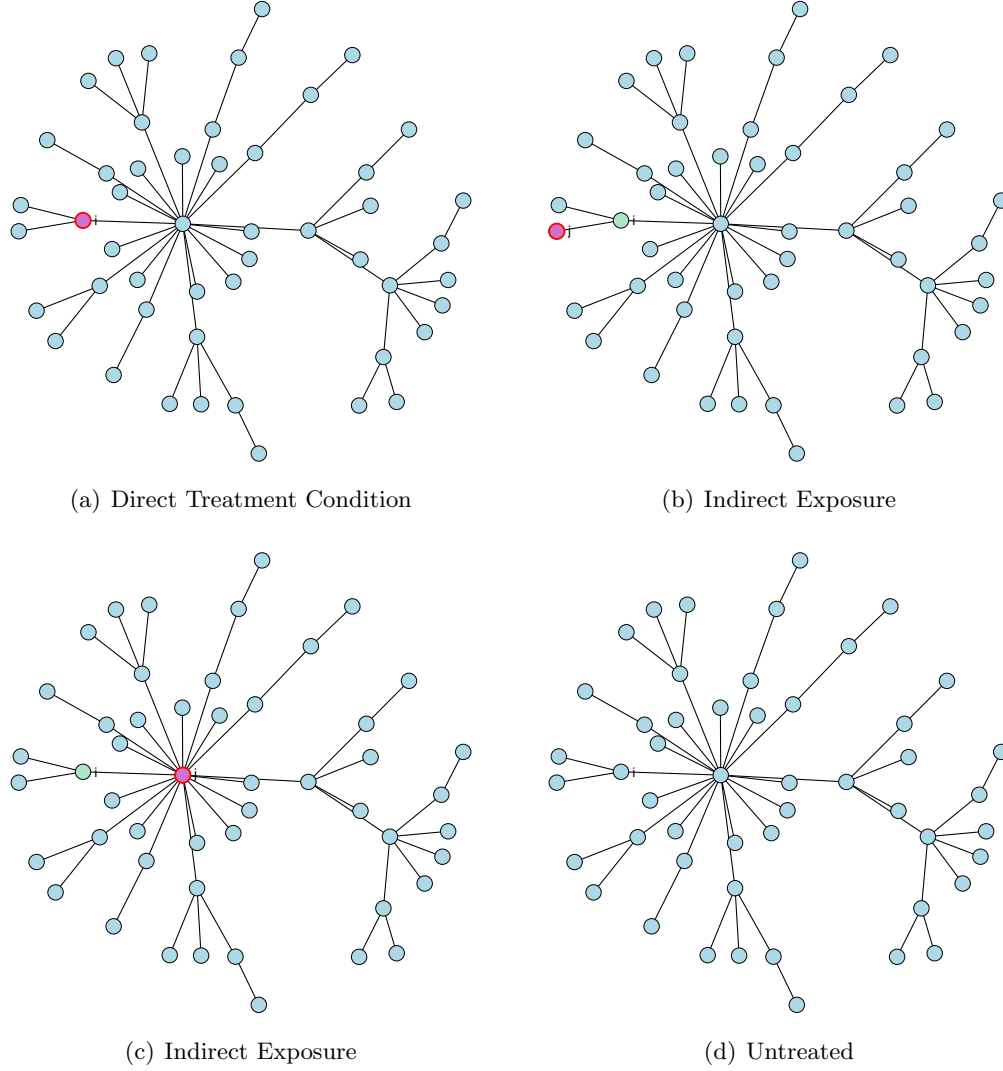 i
(a) Direct Treatment Condition
i
j
(b) Indirect Exposure
i
j
(c) Indirect Exposure
i
(d) Untreated